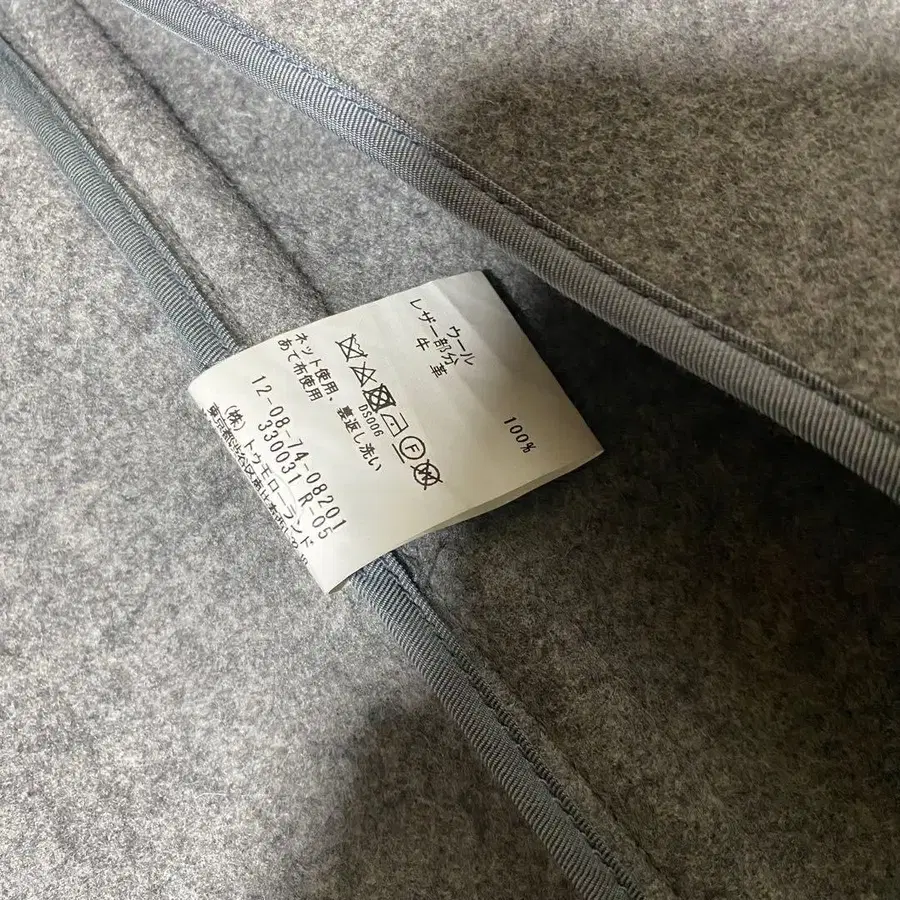 ウール 100%
レザー部分
牛 革
DS006
ネット使用、裏返し洗い
あて布使用
12-08-74-08201
330031 R-05
(株)トゥモローランド